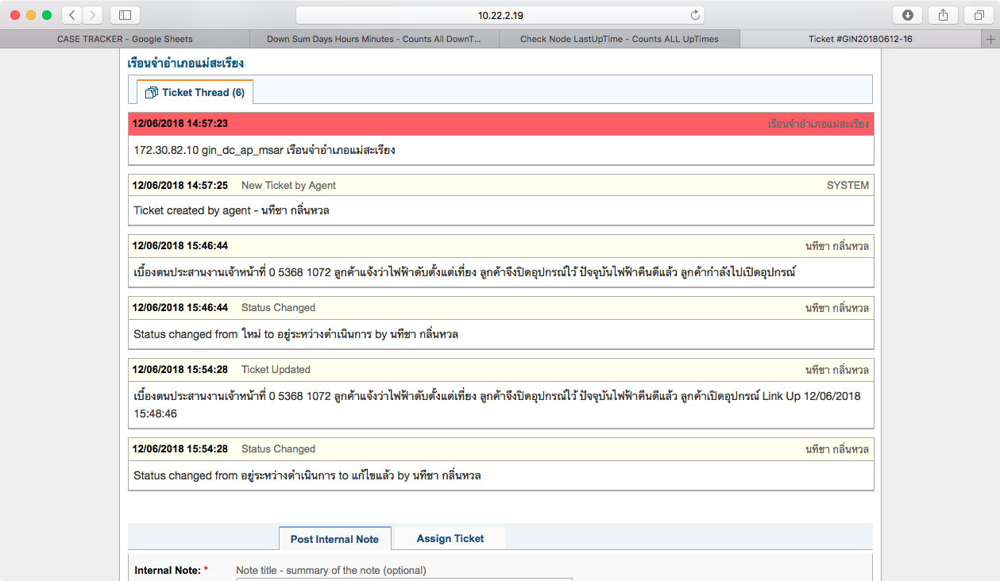 10.22.2.19
CASE TRACKER - Google Sheets
Down Sum Days Hours Minutes - Counts All DownT...
Check Node LastUpTime - Counts ALL UpTimes
Ticket #GIN20180612-16
เรือนจำอำเภอแม่สะเรียง
Ticket Thread (6)
12/06/2018 14:57:23 เรือนจำอำเภอแม่สะเรียง
172.30.82.10 gin_dc_ap_msar เรือนจำอำเภอแม่สะเรียง
12/06/2018 14:57:25 New Ticket by Agent SYSTEM
Ticket created by agent - นทีชา กลิ่นหวล
12/06/2018 15:46:44 นทีชา กลิ่นหวล
เบื้องตนประสานงานเจ้าหน้าที่ 0 5368 1072 ลูกค้าแจ้งว่าไฟฟ้าดับตั้งแต่เที่ยง ลูกค้าจึงปิดอุปกรณ์ไว้ ปัจจุบันไฟฟ้าคืนดีแล้ว ลูกค้ากำลังไปเปิดอุปกรณ์
12/06/2018 15:46:44 Status Changed นทีชา กลิ่นหวล
Status changed from ใหม่ to อยู่ระหว่างดำเนินการ by นทีชา กลิ่นหวล
12/06/2018 15:54:28 Ticket Updated นทีชา กลิ่นหวล
เบื้องตนประสานงานเจ้าหน้าที่ 0 5368 1072 ลูกค้าแจ้งว่าไฟฟ้าดับตั้งแต่เที่ยง ลูกค้าจึงปิดอุปกรณ์ไว้ ปัจจุบันไฟฟ้าคืนดีแล้ว ลูกค้าเปิดอุปกรณ์ Link Up 12/06/2018
15:48:46
12/06/2018 15:54:28 Status Changed นทีชา กลิ่นหวล
Status changed from อยู่ระหว่างดำเนินการ to แก้ไขแล้ว by นทีชา กลิ่นหวล
Post Internal Note
Assign Ticket
Internal Note: * Note title - summary of the note (optional)